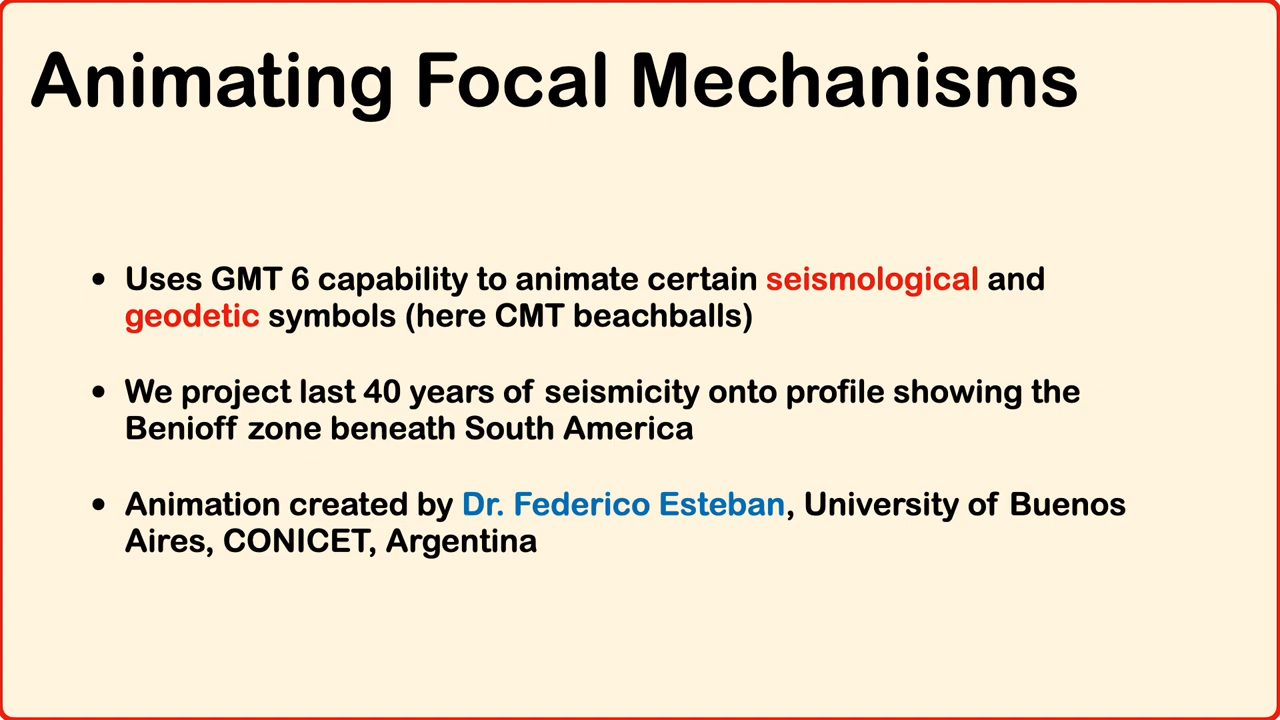 Animating Focal Mechanisms
• Uses GMT 6 capability to animate certain seismological and
geodetic symbols (here CMT beachballs)
• We project last 40 years of seismicity onto profile showing the
Benioff zone beneath South America
• Animation created by Dr. Federico Esteban, University of Buenos
Aires, CONICET, Argentina